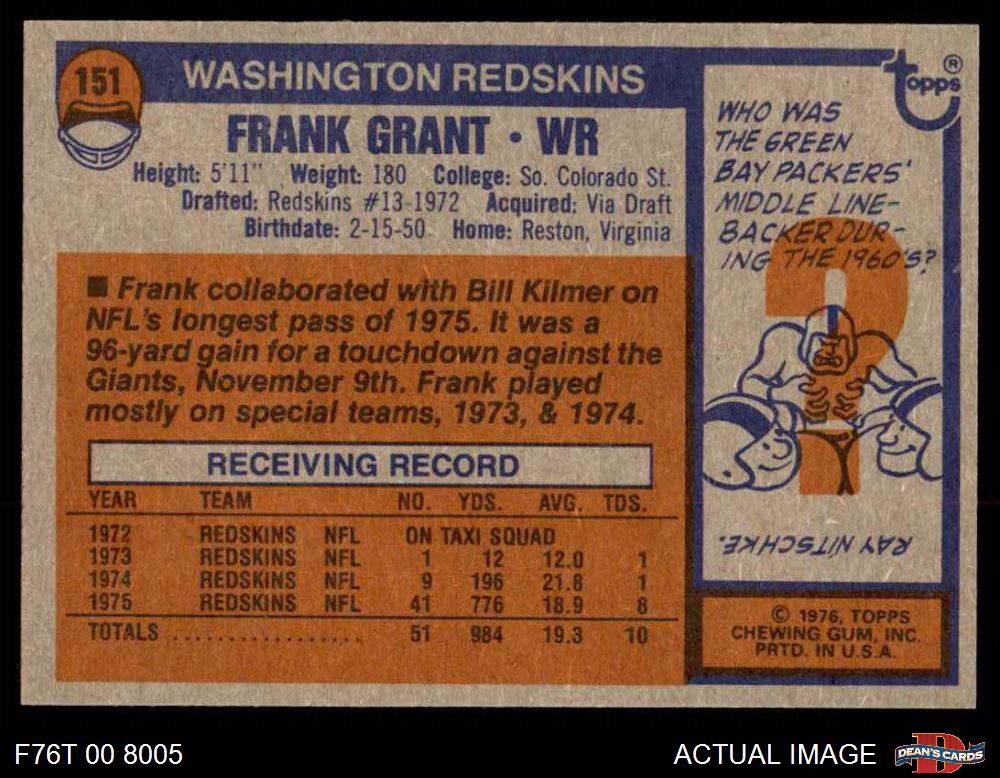 151
WASHINGTON REDSKINS
FRANK GRANT • WR
Height: 5'11" Weight: 180 College: So. Colorado St.
Drafted: Redskins #13-1972 Acquired: Via Draft
Birthdate: 2-15-50 Home: Reston, Virginia
■ Frank collaborated with Bill Kilmer on
NFL's longest pass of 1975. It was a
96-yard gain for a touchdown against the
Giants, November 9th. Frank played
mostly on special teams, 1973, & 1974.
RECEIVING RECORD
YEAR TEAM NO. YDS. AVG. TDS.
1972 REDSKINS NFL ON TAXI SQUAD
1973 REDSKINS NFL 1 12 12.0 1
1974 REDSKINS NFL 9 196 21.8 1
1975 REDSKINS NFL 41 776 18.9 8
TOTALS .................. 51 984 19.3 10
Topps ®
WHO WAS
THE GREEN
BAY PACKERS'
MIDDLE LINE-
BACKER DUR-
ING THE 1960'S?
RAY NITSCHKE.
© 1976, TOPPS
CHEWING GUM, INC.
PRTD. IN U.S.A.
F76T 00 8005
ACTUAL IMAGE
DEAN'S CARDS